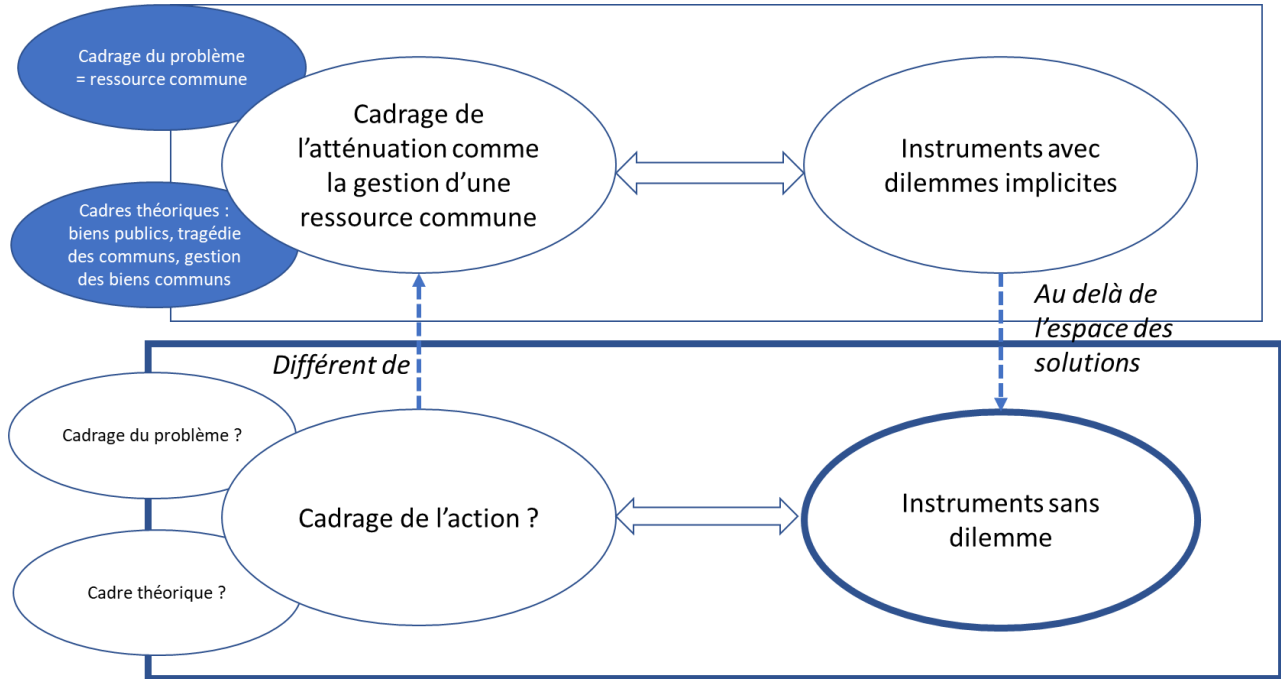 Cadrage du problème
= ressource commune
Cadrage de
l’atténuation comme
la gestion d’une
ressource commune
Instruments avec
dilemmes implicites
Cadres théoriques :
biens publics, tragédie
des communs, gestion
des biens communs
Différent de
Au delà de
l’espace des
solutions
Cadrage du problème ?
Cadrage de l’action ?
Instruments sans
dilemme
Cadre théorique ?